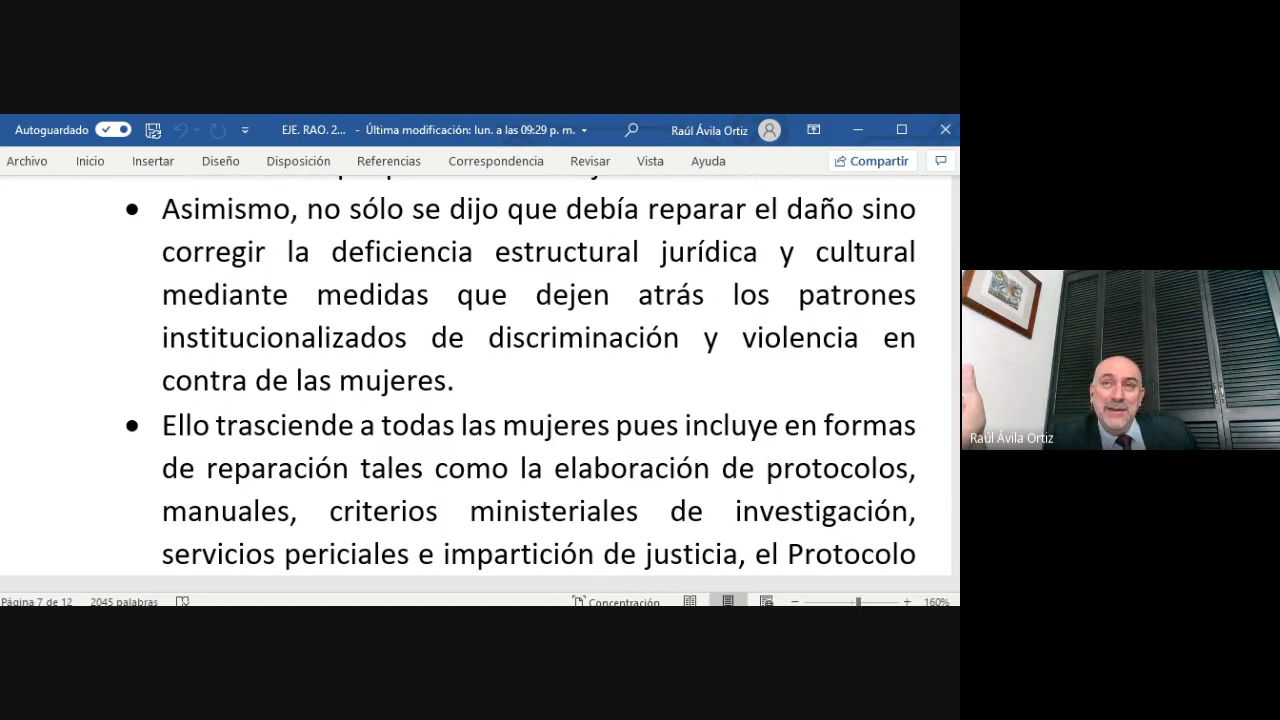 Autoguardado EJE. RAO. 2... - Última modificación: lun. a las 09:29 p. m. Raúl Ávila Ortiz
Archivo Inicio Insertar Diseño Disposición Referencias Correspondencia Revisar Vista Ayuda Compartir
• Asimismo, no sólo se dijo que debía reparar el daño sino
corregir la deficiencia estructural jurídica y cultural
mediante medidas que dejen atrás los patrones
institucionalizados de discriminación y violencia en
contra de las mujeres.
• Ello trasciende a todas las mujeres pues incluye en formas
de reparación tales como la elaboración de protocolos,
manuales, criterios ministeriales de investigación,
servicios periciales e impartición de justicia, el Protocolo
Página 7 de 12 2045 palabras Concentración 160%
Raúl Ávila Ortiz